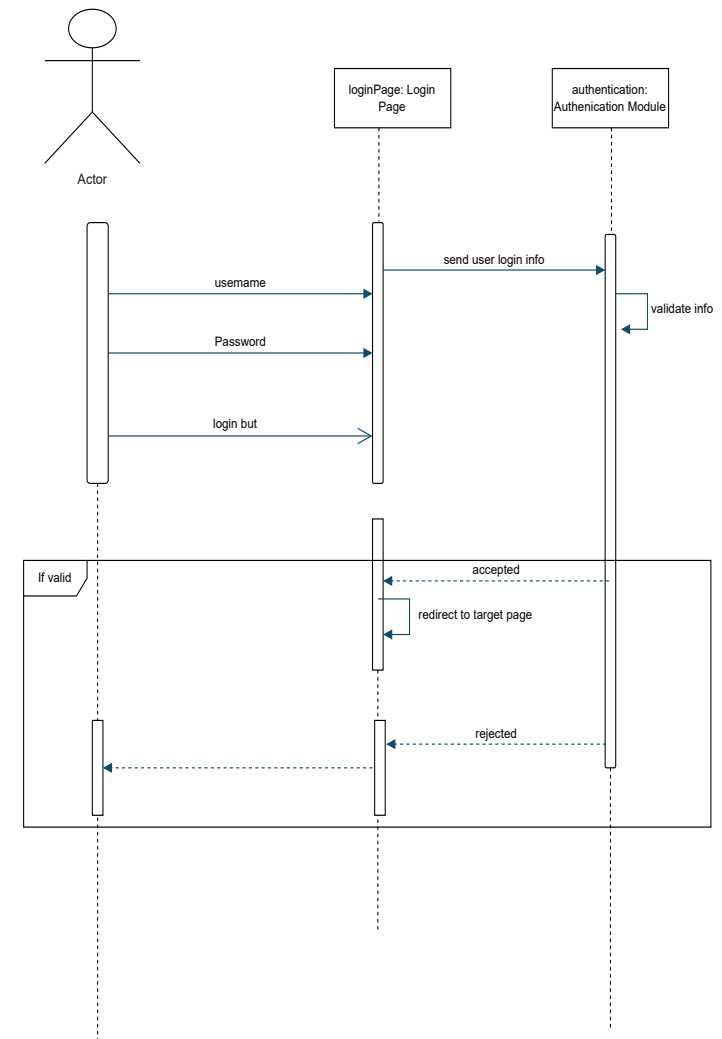 loginPage: Login
Page
authentication:
Authenication Module
Actor
send user login info
username
validate info
Password
login but
If valid
accepted
redirect to target page
rejected